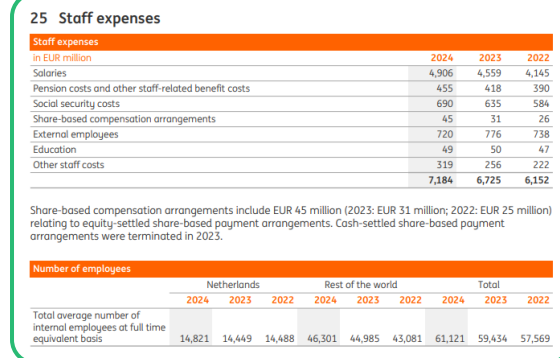 25 Staff expenses
Staff expenses
in EUR million 2024 2023 2022
Salaries 4,906 4,559 4,145
Pension costs and other staff-related benefit costs 455 418 390
Social security costs 690 635 584
Share-based compensation arrangements 45 31 26
External employees 720 776 738
Education 49 50 47
Other staff costs 319 256 222
7,184 6,725 6,152
Share-based compensation arrangements include EUR 45 million (2023: EUR 31 million; 2022: EUR 25 million)
relating to equity-settled share-based payment arrangements. Cash-settled share-based payment
arrangements were terminated in 2023.
Number of employees
Netherlands Rest of the world Total
2024 2023 2022 2024 2023 2022 2024 2023 2022
Total average number of
internal employees at full time
equivalent basis 14,821 14,449 14,488 46,301 44,985 43,081 61,121 59,434 57,569